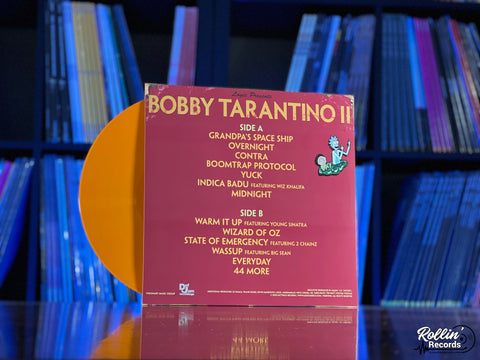 Logic Presents
BOBBY TARANTINO II
SIDE A
GRANDPA'S SPACE SHIP
OVERNIGHT
CONTRA
BOOMTRAP PROTOCOL
YUCK
INDICA BADU FEATURING WIZ KHALIFA
MIDNIGHT
SIDE B
WARM IT UP FEATURING YOUNG SINATRA
WIZARD OF OZ
STATE OF EMERGENCY FEATURING 2 CHAINZ
WASSUP FEATURING BIG SEAN
EVERYDAY
44 MORE
Def Jam
Rollin'
Records